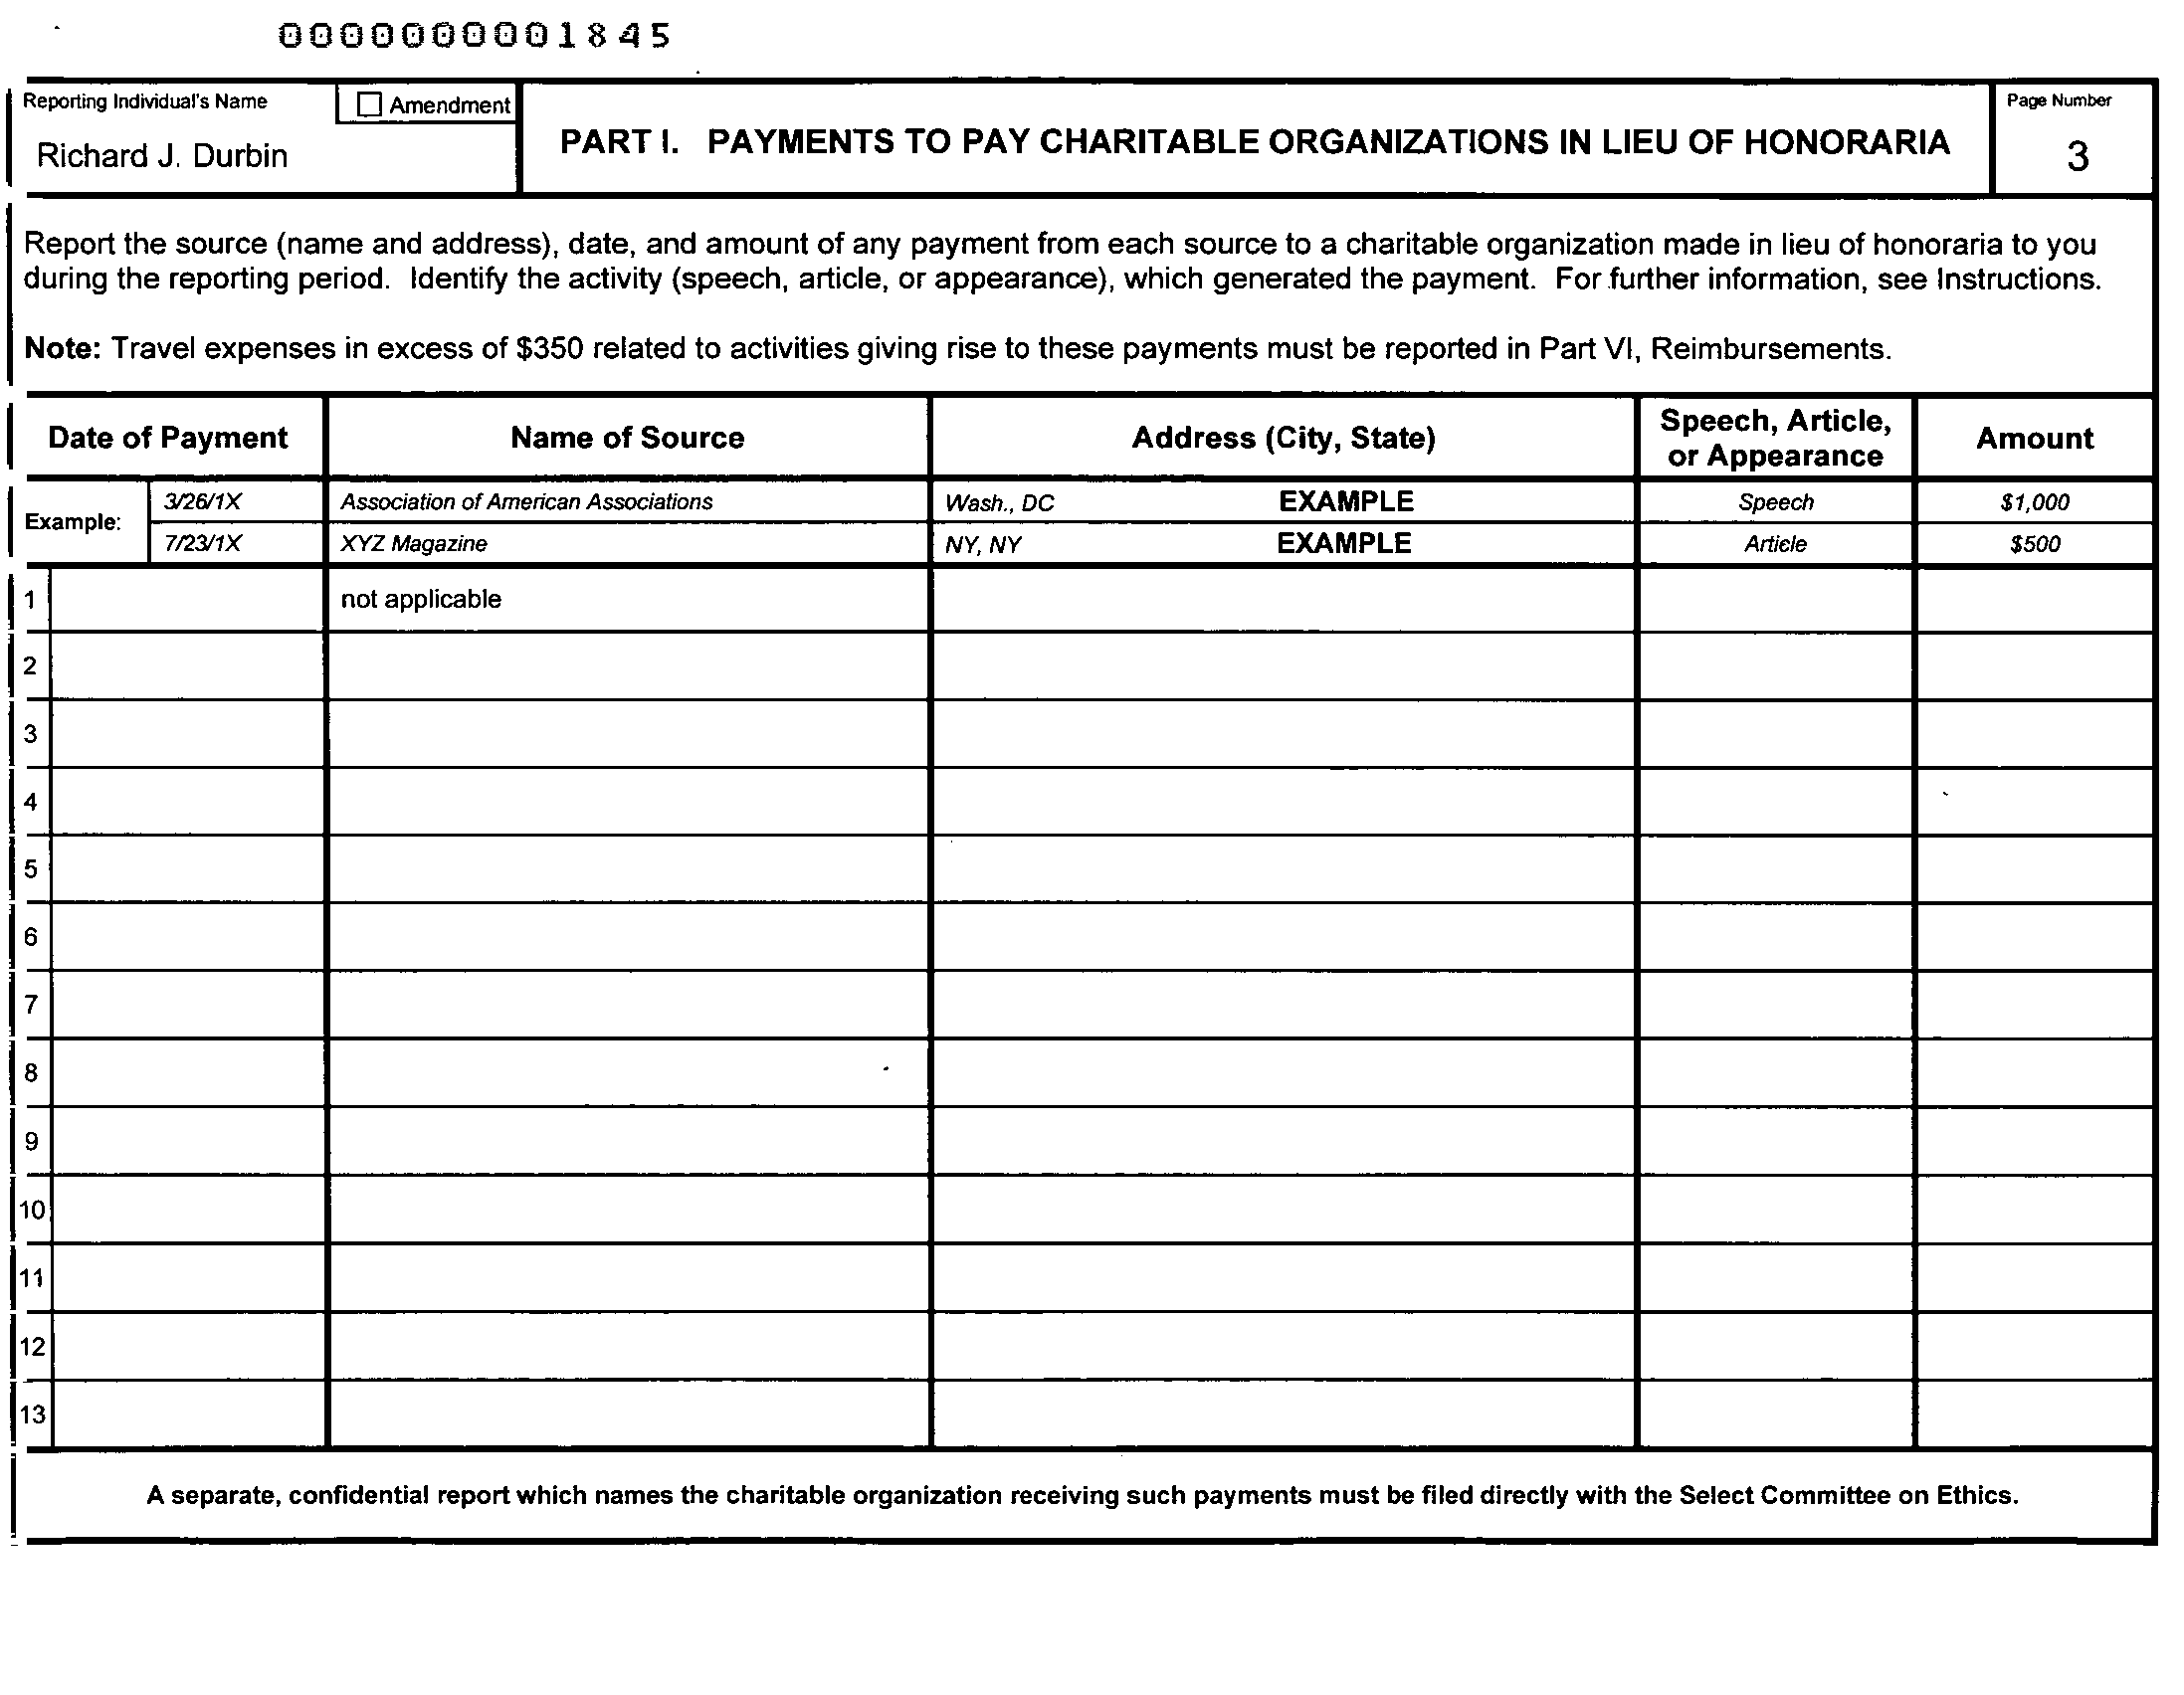 0000000001845
Reporting Individual's Name
☐ Amendment
Richard J. Durbin
PART I. PAYMENTS TO PAY CHARITABLE ORGANIZATIONS IN LIEU OF HONORARIA
Page Number
3
Report the source (name and address), date, and amount of any payment from each source to a charitable organization made in lieu of honoraria to you
during the reporting period. Identify the activity (speech, article, or appearance), which generated the payment. For further information, see Instructions.
Note: Travel expenses in excess of $350 related to activities giving rise to these payments must be reported in Part VI, Reimbursements.
Date of Payment Name of Source Address (City, State) Speech, Article, or Appearance Amount
Example:
3/26/1X Association of American Associations Wash., DC EXAMPLE Speech $1,000
7/23/1X XYZ Magazine NY, NY EXAMPLE Article $500
1 not applicable
2
3
4
5
6
7
8
9
10
11
12
13
A separate, confidential report which names the charitable organization receiving such payments must be filed directly with the Select Committee on Ethics.